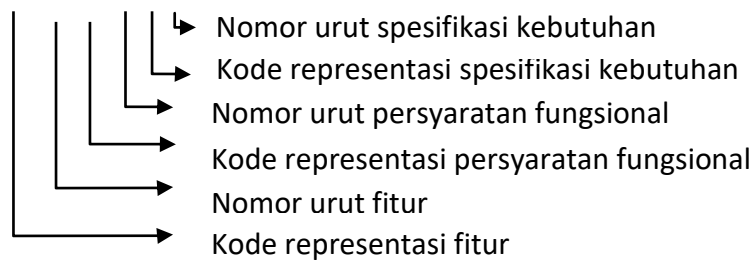 Nomor urut spesifikasi kebutuhan
Kode representasi spesifikasi kebutuhan
Nomor urut persyaratan fungsional
Kode representasi persyaratan fungsional
Nomor urut fitur
Kode representasi fitur